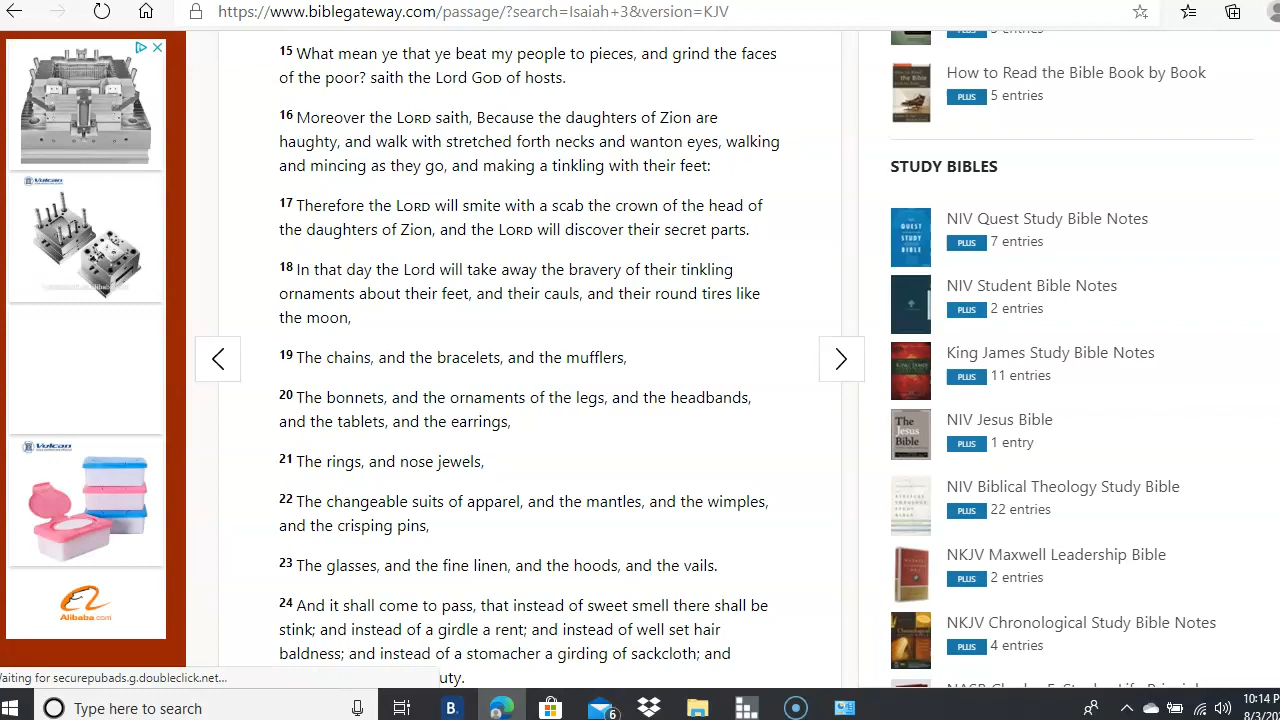 https://www.biblegateway.com/passage/?search=Isaiah+3&version=KJV
15 What mean ye that ye beat my people to pieces, and grind the faces
of the poor? saith the Lord God of hosts.
16 Moreover the LORD saith, Because the daughters of Zion are
haughty, and walk with stretched forth necks and wanton eyes, walking
and mincing as they go, and making a tinkling with their feet:
17 Therefore the LORD will smite with a scab the crown of the head of
the daughters of Zion, and the LORD will discover their secret parts.
18 In that day the Lord will take away the bravery of their tinkling
ornaments about their feet, and their cauls, and their round tires like
the moon,
19 The chains, and the bracelets, and the mufflers,
20 The bonnets, and the ornaments of the legs, and the headbands,
and the tablets, and the earrings,
21 The rings, and nose jewels,
22 The changeable suits of apparel, and the mantles, and the wimples,
and the crisping pins,
23 The glasses, and the fine linen, and the hoods, and the vails.
24 And it shall come to pass, that instead of sweet smell there shall be
stink; and instead of a girdle a rent; and instead of well set hair
a girding of sackcloth; and
burning
entries
How to Read the Bible Book by Book
PLUS 5 entries
STUDY BIBLES
NIV Quest Study Bible Notes
PLUS 7 entries
NIV Student Bible Notes
PLUS 2 entries
King James Study Bible Notes
PLUS 11 entries
NIV Jesus Bible
PLUS 1 entry
The Jesus Bible
NIV Biblical Theology Study Bible
PLUS 22 entries
NKJV Maxwell Leadership Bible
PLUS 2 entries
NKJV Chronological Study Bible Notes
PLUS 4 entries
Vulcan
Vulcan
Alibaba.com
Type here to search
10:14 P
8/3/20